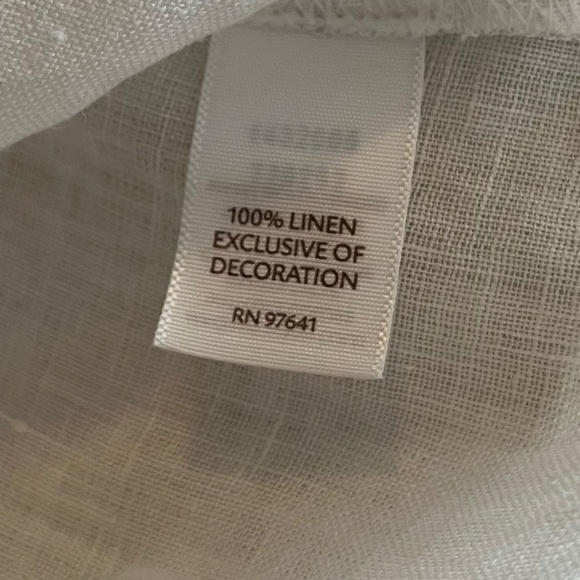 100% LINEN
EXCLUSIVE OF
DECORATION
RN 97641